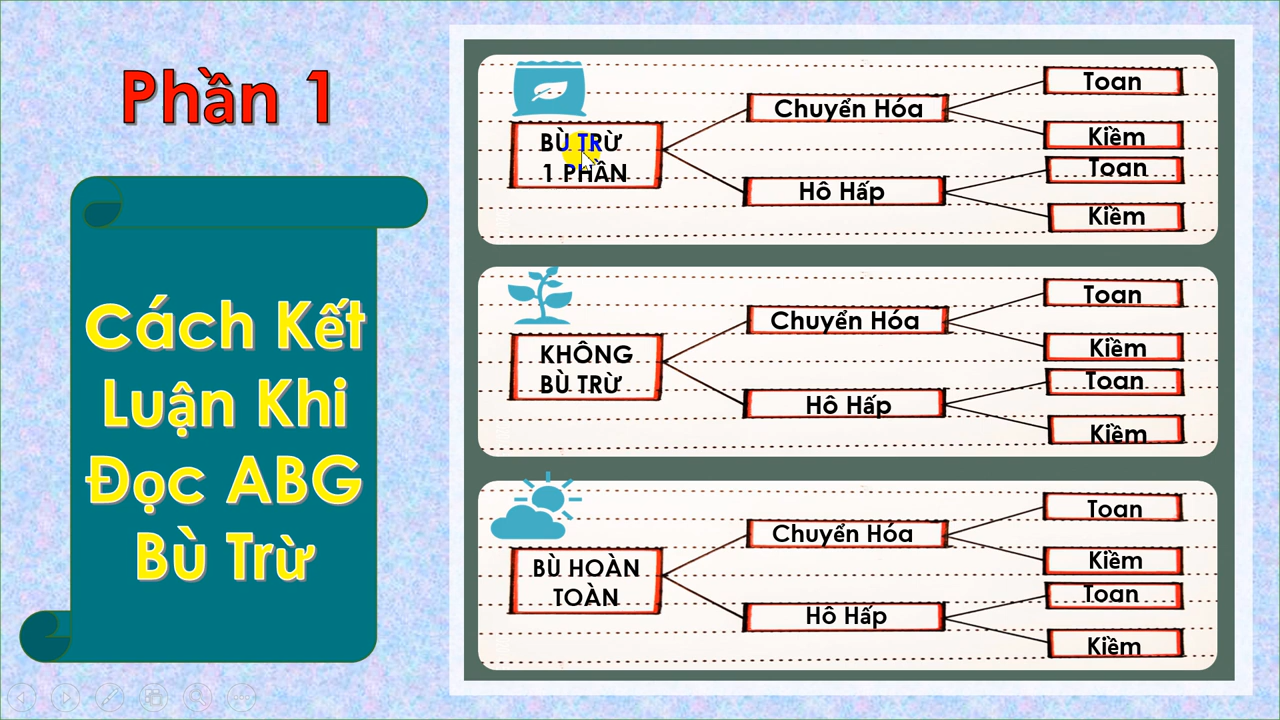 Phần 1
Cách Kết
Luận Khi
Đọc ABG
Bù Trừ
BÙ TRỪ
1 PHẦN
Chuyển Hóa
Toan
Kiềm
Hô Hấp
Toan
Kiềm
KHÔNG
BÙ TRỪ
Chuyển Hóa
Toan
Kiềm
Hô Hấp
Toan
Kiềm
BÙ HOÀN
TOÀN
Chuyển Hóa
Toan
Kiềm
Hô Hấp
Toan
Kiềm